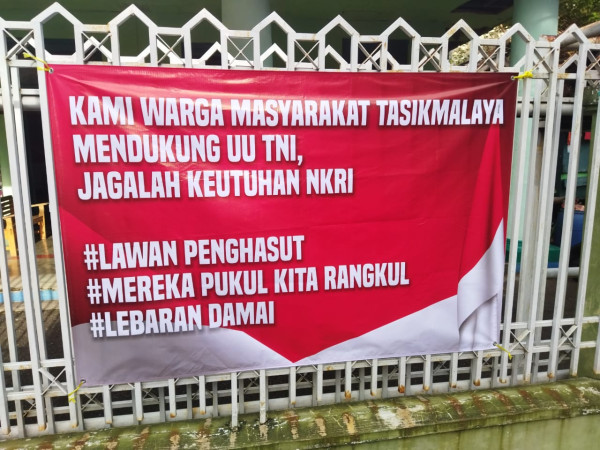 KAMI WARGA MASYARAKAT TASIKMALAYA
MENDUKUNG UU TNI,
JAGALAH KEUTUHAN NKRI
#LAWAN PENGHASUT
#MEREKA PUKUL KITA RANGKUL
#LEBARAN DAMAI